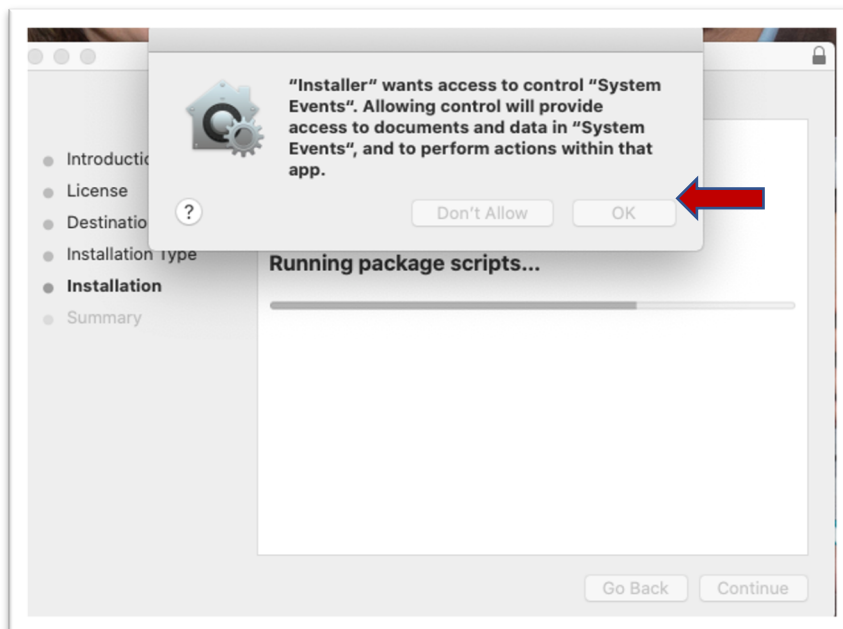 “Installer“ wants access to control “System
Events“. Allowing control will provide
access to documents and data in “System
Events“, and to perform actions within that
app.
?
Don’t Allow
OK
Introductio
License
Destinatio
Installation Type
Installation
Summary
Running package scripts...
Go Back
Continue